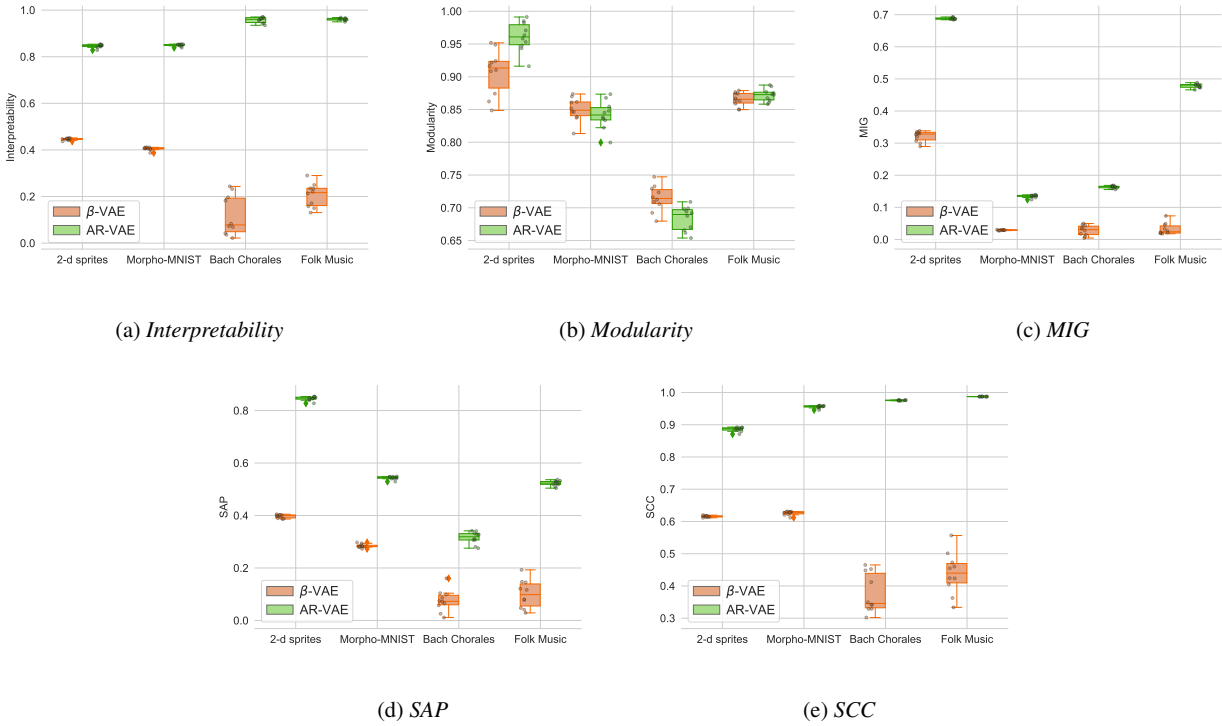 1.0
0.8
0.6
0.4
0.2
0.0
Interpretability
β-VAE
AR-VAE
2-d sprites Morpho-MNIST Bach Chorales Folk Music
(a) Interpretability
1.00
0.95
0.90
0.85
0.80
0.75
0.70
0.65
Modularity
β-VAE
AR-VAE
2-d sprites Morpho-MNIST Bach Chorales Folk Music
(b) Modularity
0.7
0.6
0.5
0.4
0.3
0.2
0.1
0.0
MIG
β-VAE
AR-VAE
2-d sprites Morpho-MNIST Bach Chorales Folk Music
(c) MIG
0.8
0.6
0.4
0.2
0.0
SAP
β-VAE
AR-VAE
2-d sprites Morpho-MNIST Bach Chorales Folk Music
(d) SAP
1.0
0.9
0.8
0.7
0.6
0.5
0.4
0.3
SCC
β-VAE
AR-VAE
2-d sprites Morpho-MNIST Bach Chorales Folk Music
(e) SCC